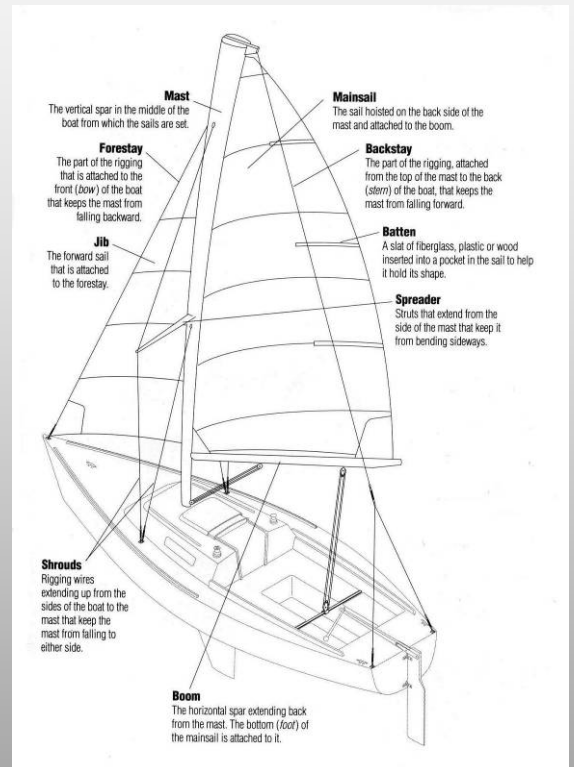 Mast
The vertical spar in the middle of the
boat from which the sails are set.
Forestay
The part of the rigging
that is attached to the
front (bow) of the boat
that keeps the mast from
falling backward.
Jib
The forward sail
that is attached
to the forestay.
Mainsail
The sail hoisted on the back side of the
mast and attached to the boom.
Backstay
The part of the rigging, attached
from the top of the mast to the back
(stern) of the boat, that keeps the
mast from falling forward.
Batten
A slat of fiberglass, plastic or wood
inserted into a pocket in the sail to help
it hold its shape.
Spreader
Struts that extend from the
side of the mast that keep it
from bending sideways.
Shrouds
Rigging wires
extending up from the
sides of the boat to the
mast that keep the
mast from falling to
either side.
Boom
The horizontal spar extending back
from the mast. The bottom (foot) of
the mainsail is attached to it.